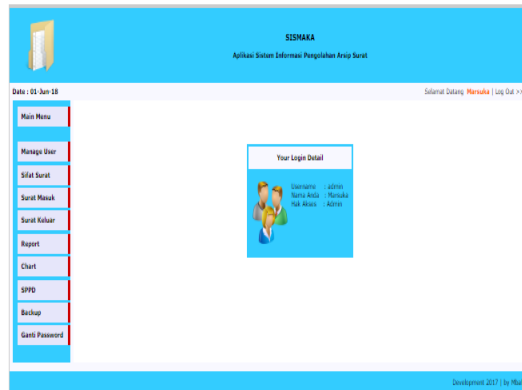 SISMAKA
Aplikasi Sistem Informasi Pengolahan Arsip Surat
Date : 01-Jun-18
Selamat Datang Marsuka | Log Out >>
Main Menu
Manage User
Sifat Surat
Surat Masuk
Surat Keluar
Report
Chart
SPPD
Backup
Ganti Password
Your Login Detail
Username : admin
Nama Anda : Marsuka
Hak Akses : Admin
Development 2017 | by